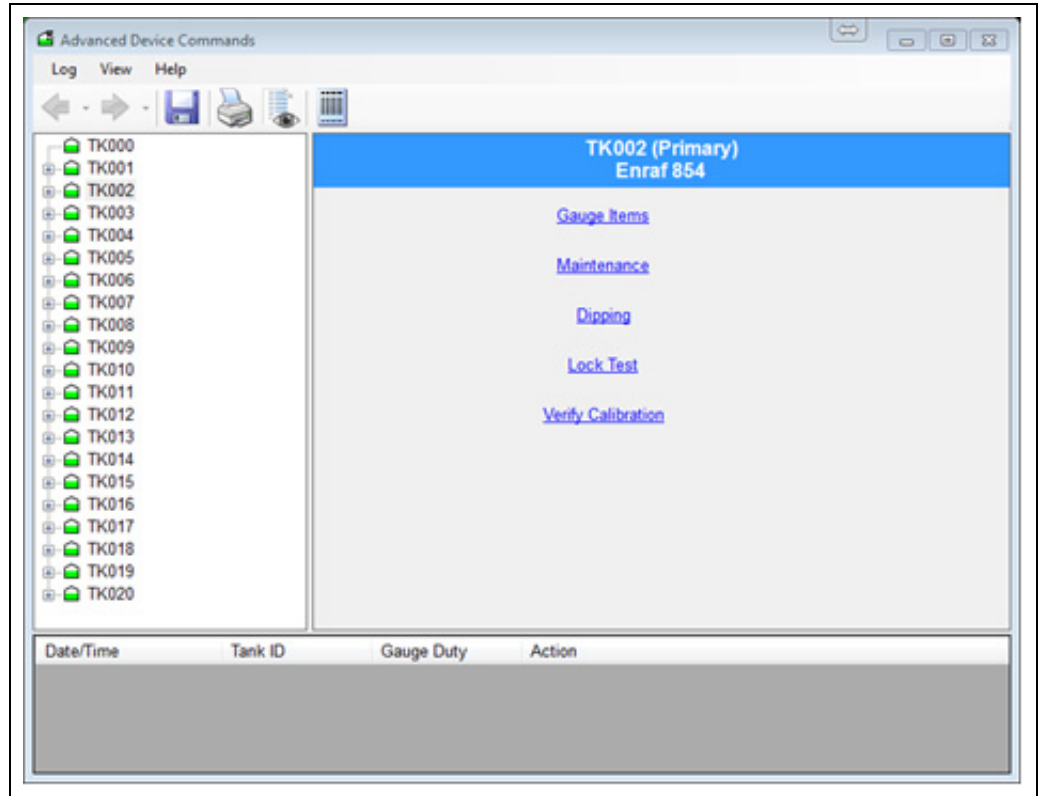 Advanced Device Commands
Log View Help
TK000
TK001
TK002
TK003
TK004
TK005
TK006
TK007
TK008
TK009
TK010
TK011
TK012
TK013
TK014
TK015
TK016
TK017
TK018
TK019
TK020
TK002 (Primary)
Enraf 854
Gauge Items
Maintenance
Dipping
Lock Test
Verify Calibration
Date/Time Tank ID Gauge Duty Action